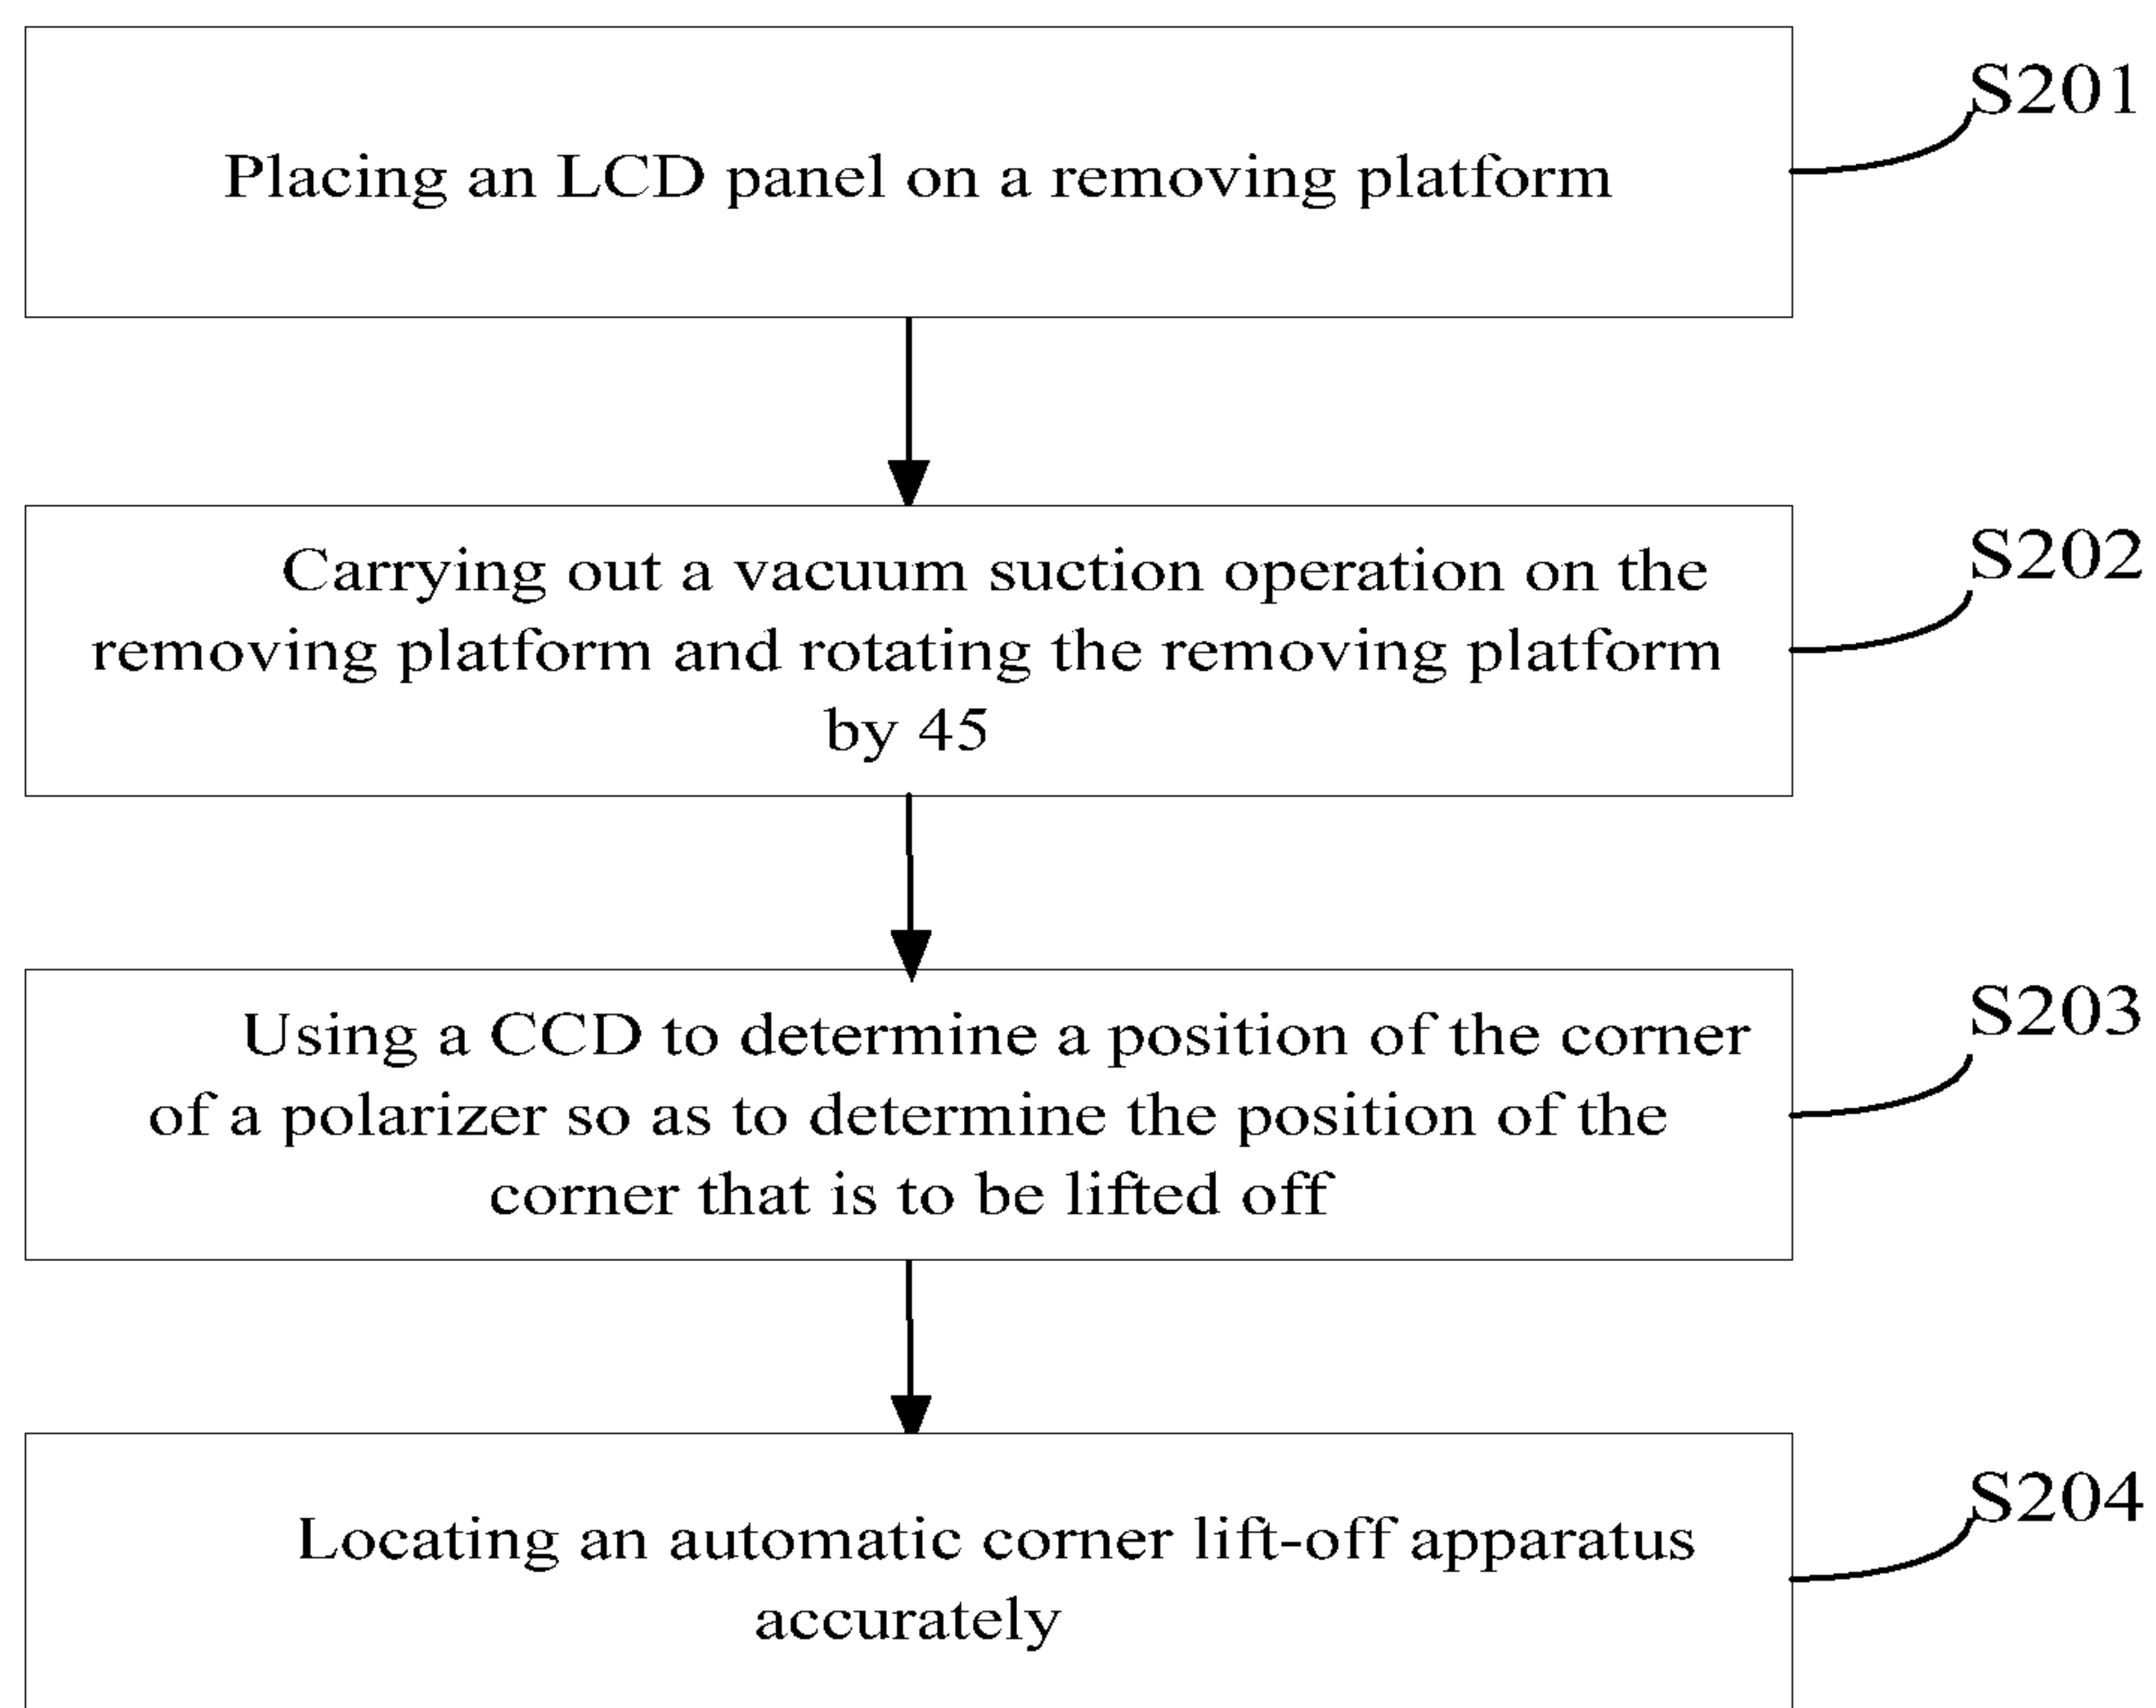 Placing an LCD panel on a removing platform
S201
Carrying out a vacuum suction operation on the
removing platform and rotating the removing platform
by 45
S202
Using a CCD to determine a position of the corner
of a polarizer so as to determine the position of the
corner that is to be lifted off
S203
Locating an automatic corner lift-off apparatus
accurately
S204